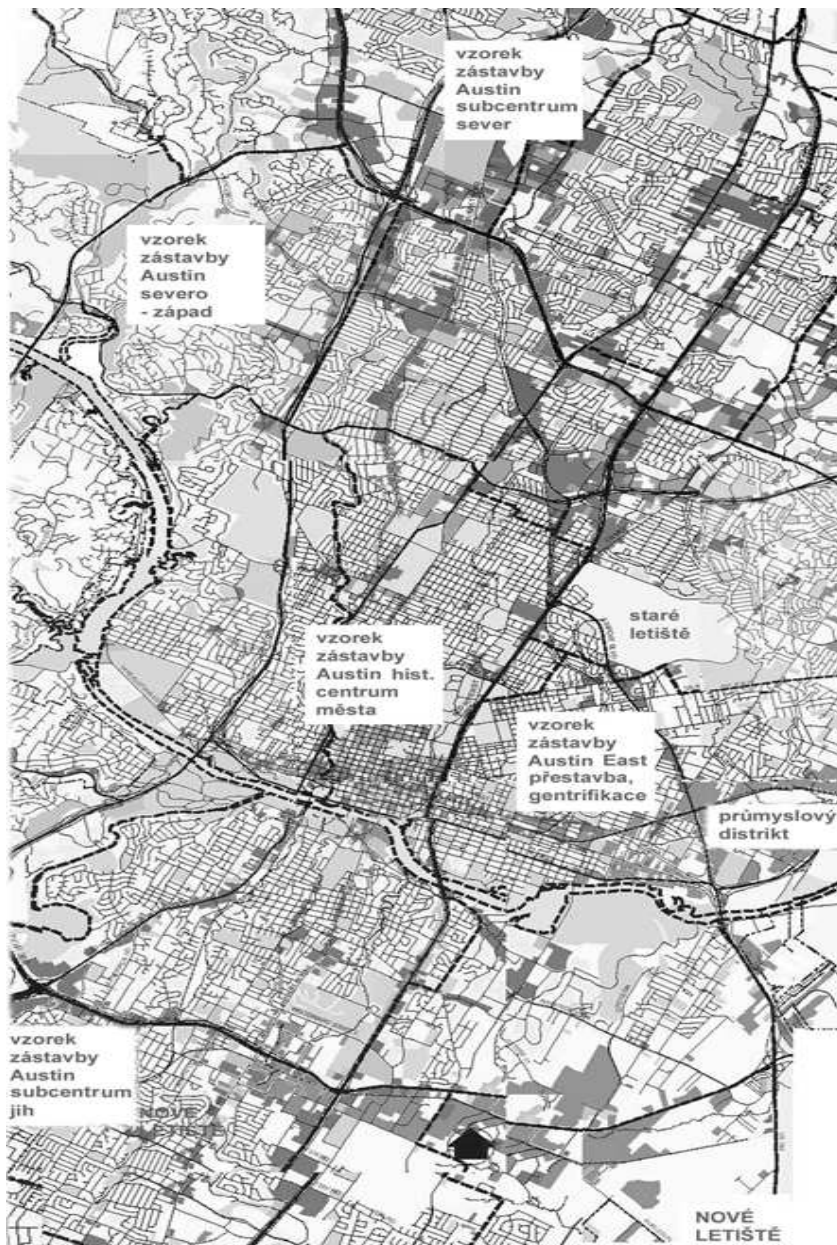 vzorek
zástavby
Austin
subcentrum
sever
vzorek
zástavby
Austin
severo
- západ
staré
letiště
vzorek
zástavby
Austin hist.
centrum
města
vzorek
zástavby
Austin East
přestavba,
gentrifikace
průmyslový
distrikt
vzorek
zástavby
Austin
subcentrum
jih
NOVÉ
LETIŠTĚ
NOVÉ
LETIŠTĚ